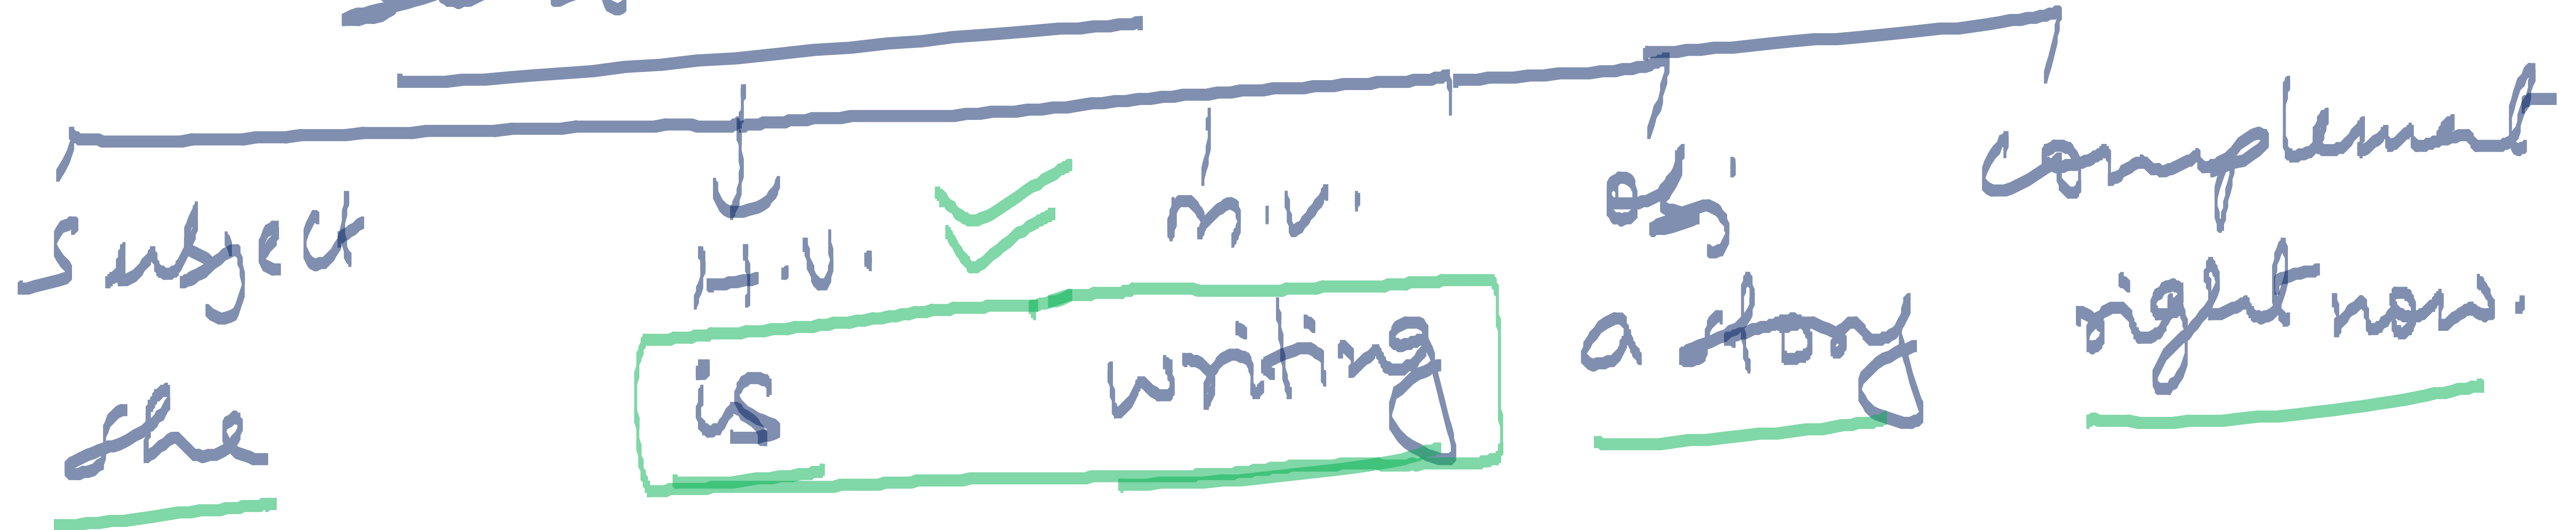 Subject H.V. M.V. obj complement
She is writing a story right now.